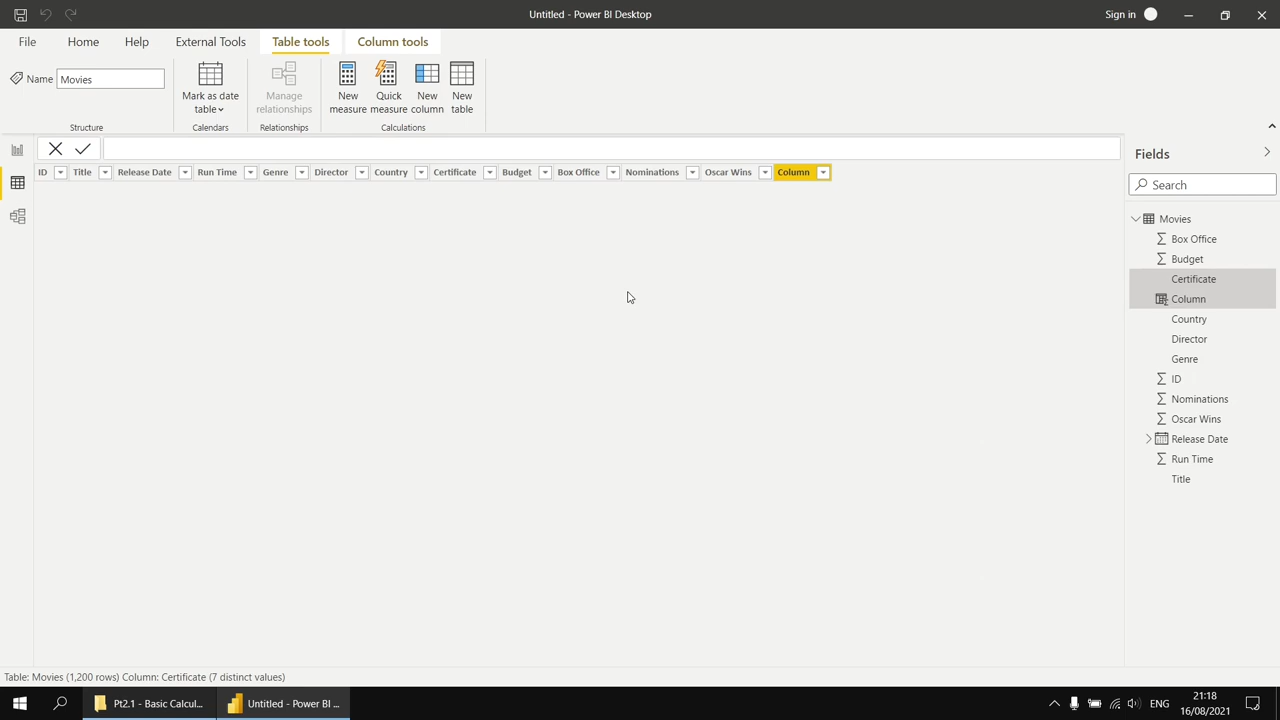 Untitled - Power BI Desktop
Sign in
File Home Help External Tools Table tools Column tools
Name Movies
Mark as date table
Manage relationships
New measure
Quick measure
New column
New table
Structure Calendars Relationships Calculations
ID Title Release Date Run Time Genre Director Country Certificate Budget Box Office Nominations Oscar Wins Column
Fields
Search
Movies
Box Office
Budget
Certificate
Column
Country
Director
Genre
ID
Nominations
Oscar Wins
Release Date
Run Time
Title
Table: Movies (1,200 rows) Column: Certificate (7 distinct values)
Pt2.1 - Basic Calcul...
Untitled - Power BI ...
ENG
21:18
16/08/2021